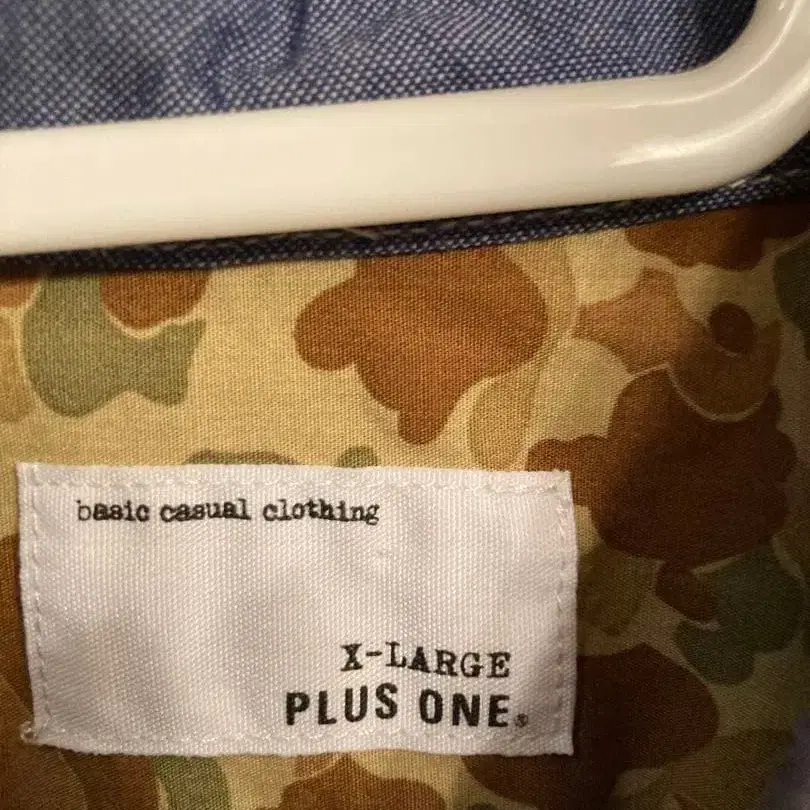 basic casual clothing
X-LARGE
PLUS ONE®